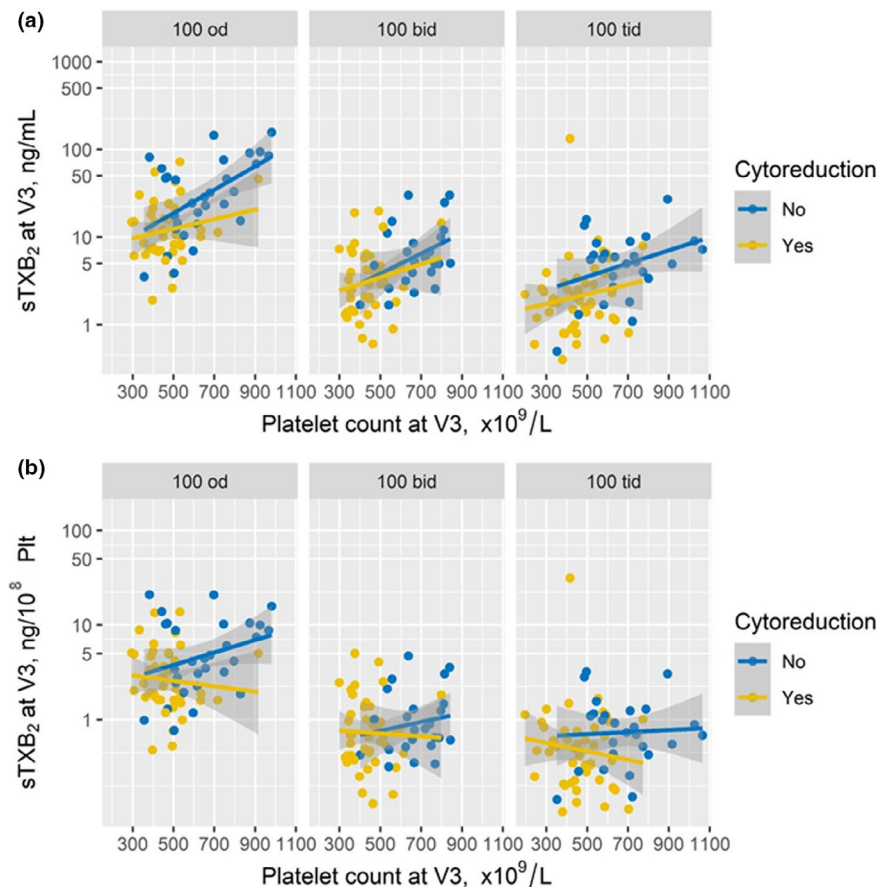 (a)
100 od 100 bid 100 tid
sTXB₂ at V3, ng/mL
1000
500
100
50
10
5
1
300 500 700 900 1100 300 500 700 900 1100 300 500 700 900 1100
Platelet count at V3, x10⁹/L
Cytoreduction
No
Yes
(b)
100 od 100 bid 100 tid
sTXB₂ at V3, ng/10⁸ Plt
100
50
10
5
1
300 500 700 900 1100 300 500 700 900 1100 300 500 700 900 1100
Platelet count at V3, x10⁹/L
Cytoreduction
No
Yes